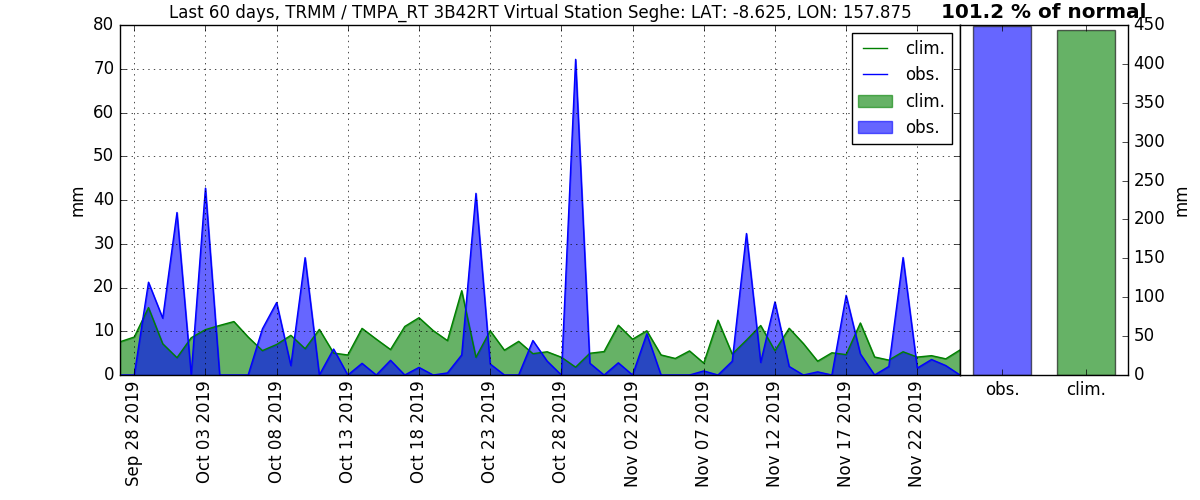 Last 60 days, TRMM / TMPA_RT 3B42RT Virtual Station Seghe: LAT: -8.625, LON: 157.875
101.2 % of normal
mm
80
70
60
50
40
30
20
10
0
clim.
obs.
clim.
obs.
Sep 28 2019
Oct 03 2019
Oct 08 2019
Oct 13 2019
Oct 18 2019
Oct 23 2019
Oct 28 2019
Nov 02 2019
Nov 07 2019
Nov 12 2019
Nov 17 2019
Nov 22 2019
450
400
350
300
250
200
150
100
50
0
mm
obs.
clim.